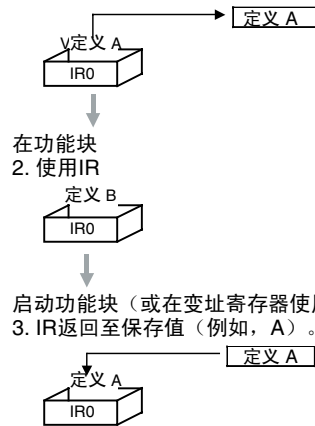 定义 A
V定义 A
IR0
在功能块
2. 使用IR
定义 B
IR0
启动功能块（或在变址寄存器使用
3. IR返回至保存值（例如，A）。
定义 A
定义 A
IR0